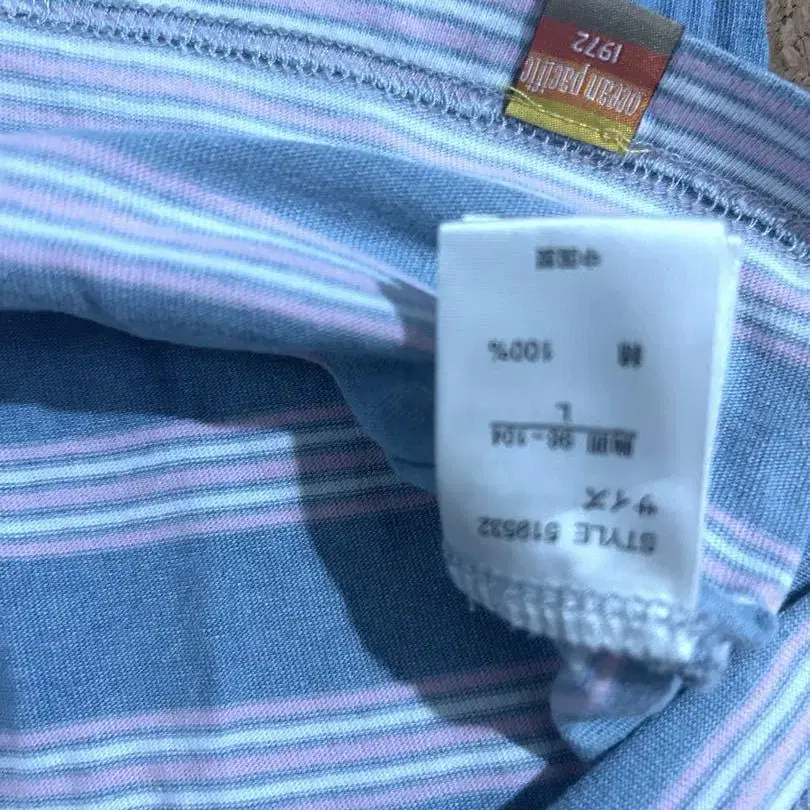 1972
ocean pacific
STYLE 519532
サイズ
胸囲 96-104
L
綿 100%
中国製